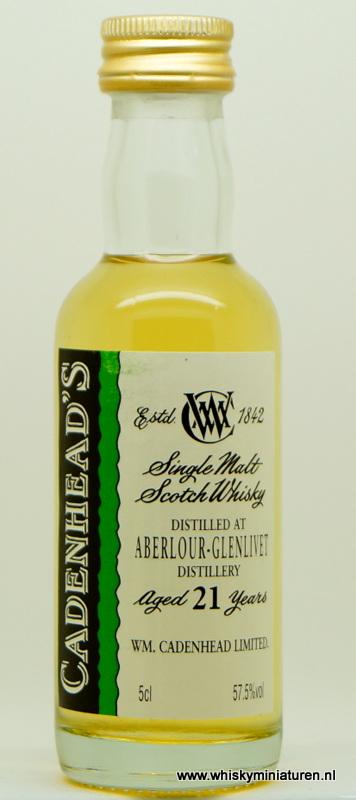 CADENHEAD'S
Estd. WMC 1842
Single Malt
Scotch Whisky
DISTILLED AT
ABERLOUR-GLENLIVET
DISTILLERY
Aged 21 Years
WM. CADENHEAD LIMITED.
5cl 57.5%vol
www.whiskyminiaturen.nl